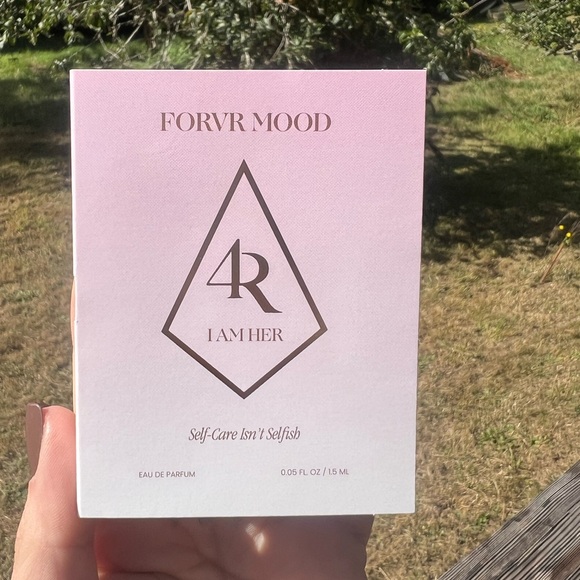 FORVR MOOD
4R
I AM HER
Self-Care Isn't Selfish
EAU DE PARFUM 0.05 FL. OZ / 1.5 ML